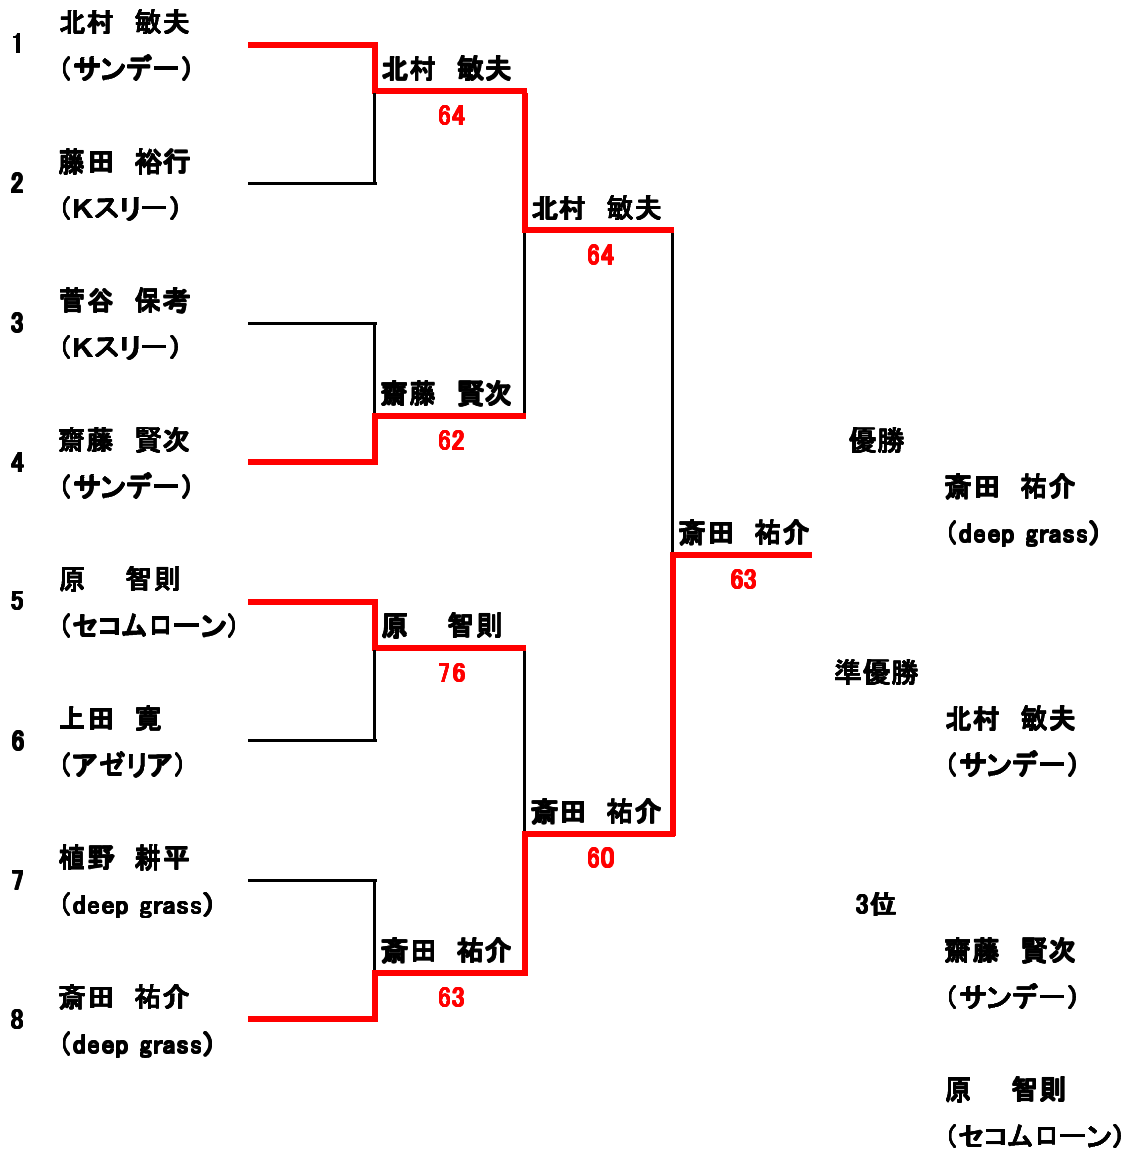 1
北村　敏夫
（サンデー）
2
藤田　裕行
（Kスリー）
3
菅谷　保考
（Kスリー）
4
齋藤　賢次
（サンデー）
5
原　　智則
（セコムローン）
6
上田　寛
（アゼリア）
7
植野　耕平
（deep grass）
8
斎田　祐介
（deep grass）
北村　敏夫
64
齋藤　賢次
62
原　　智則
76
斎田　祐介
63
北村　敏夫
64
斎田　祐介
60
斎田　祐介
63
優勝
斎田　祐介
（deep grass）
準優勝
北村　敏夫
（サンデー）
3位
齋藤　賢次
（サンデー）
原　　智則
（セコムローン）